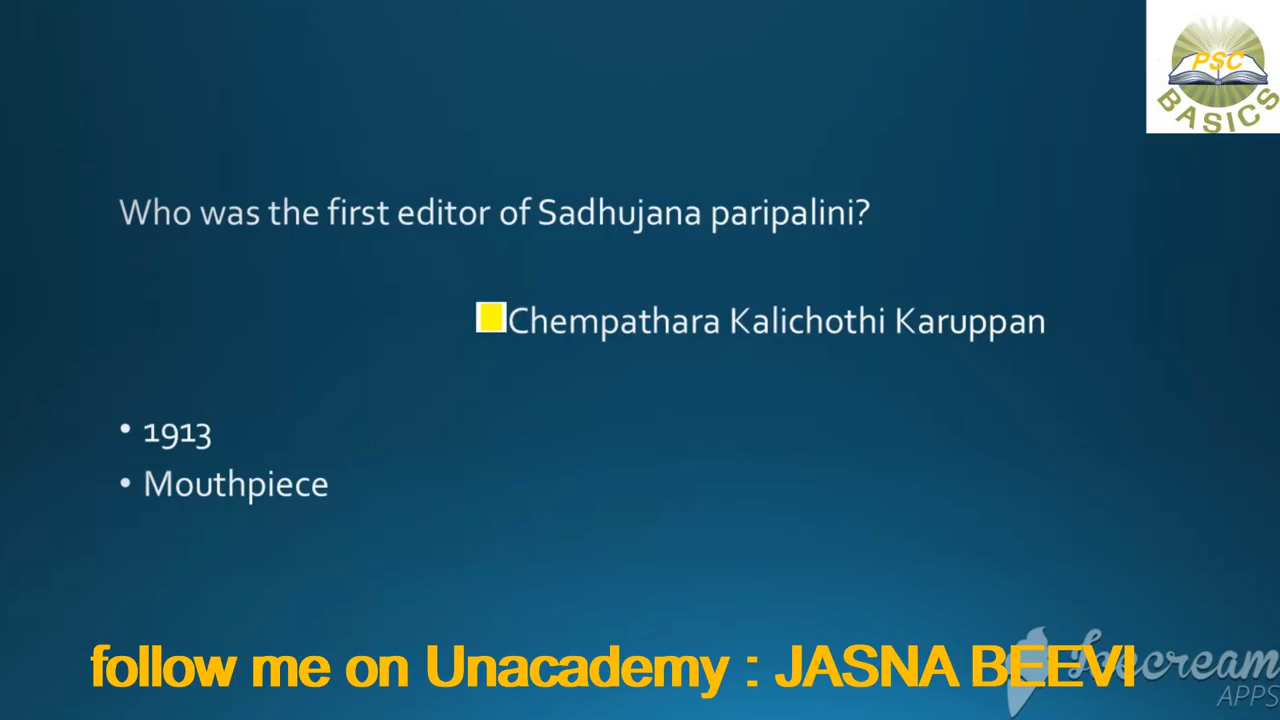 PSC
BASICS
Who was the first editor of Sadhujana paripalini?
Chempathara Kalichothi Karuppan
• 1913
• Mouthpiece
follow me on Unacademy : JASNA BEEVI
Icecream
APPS